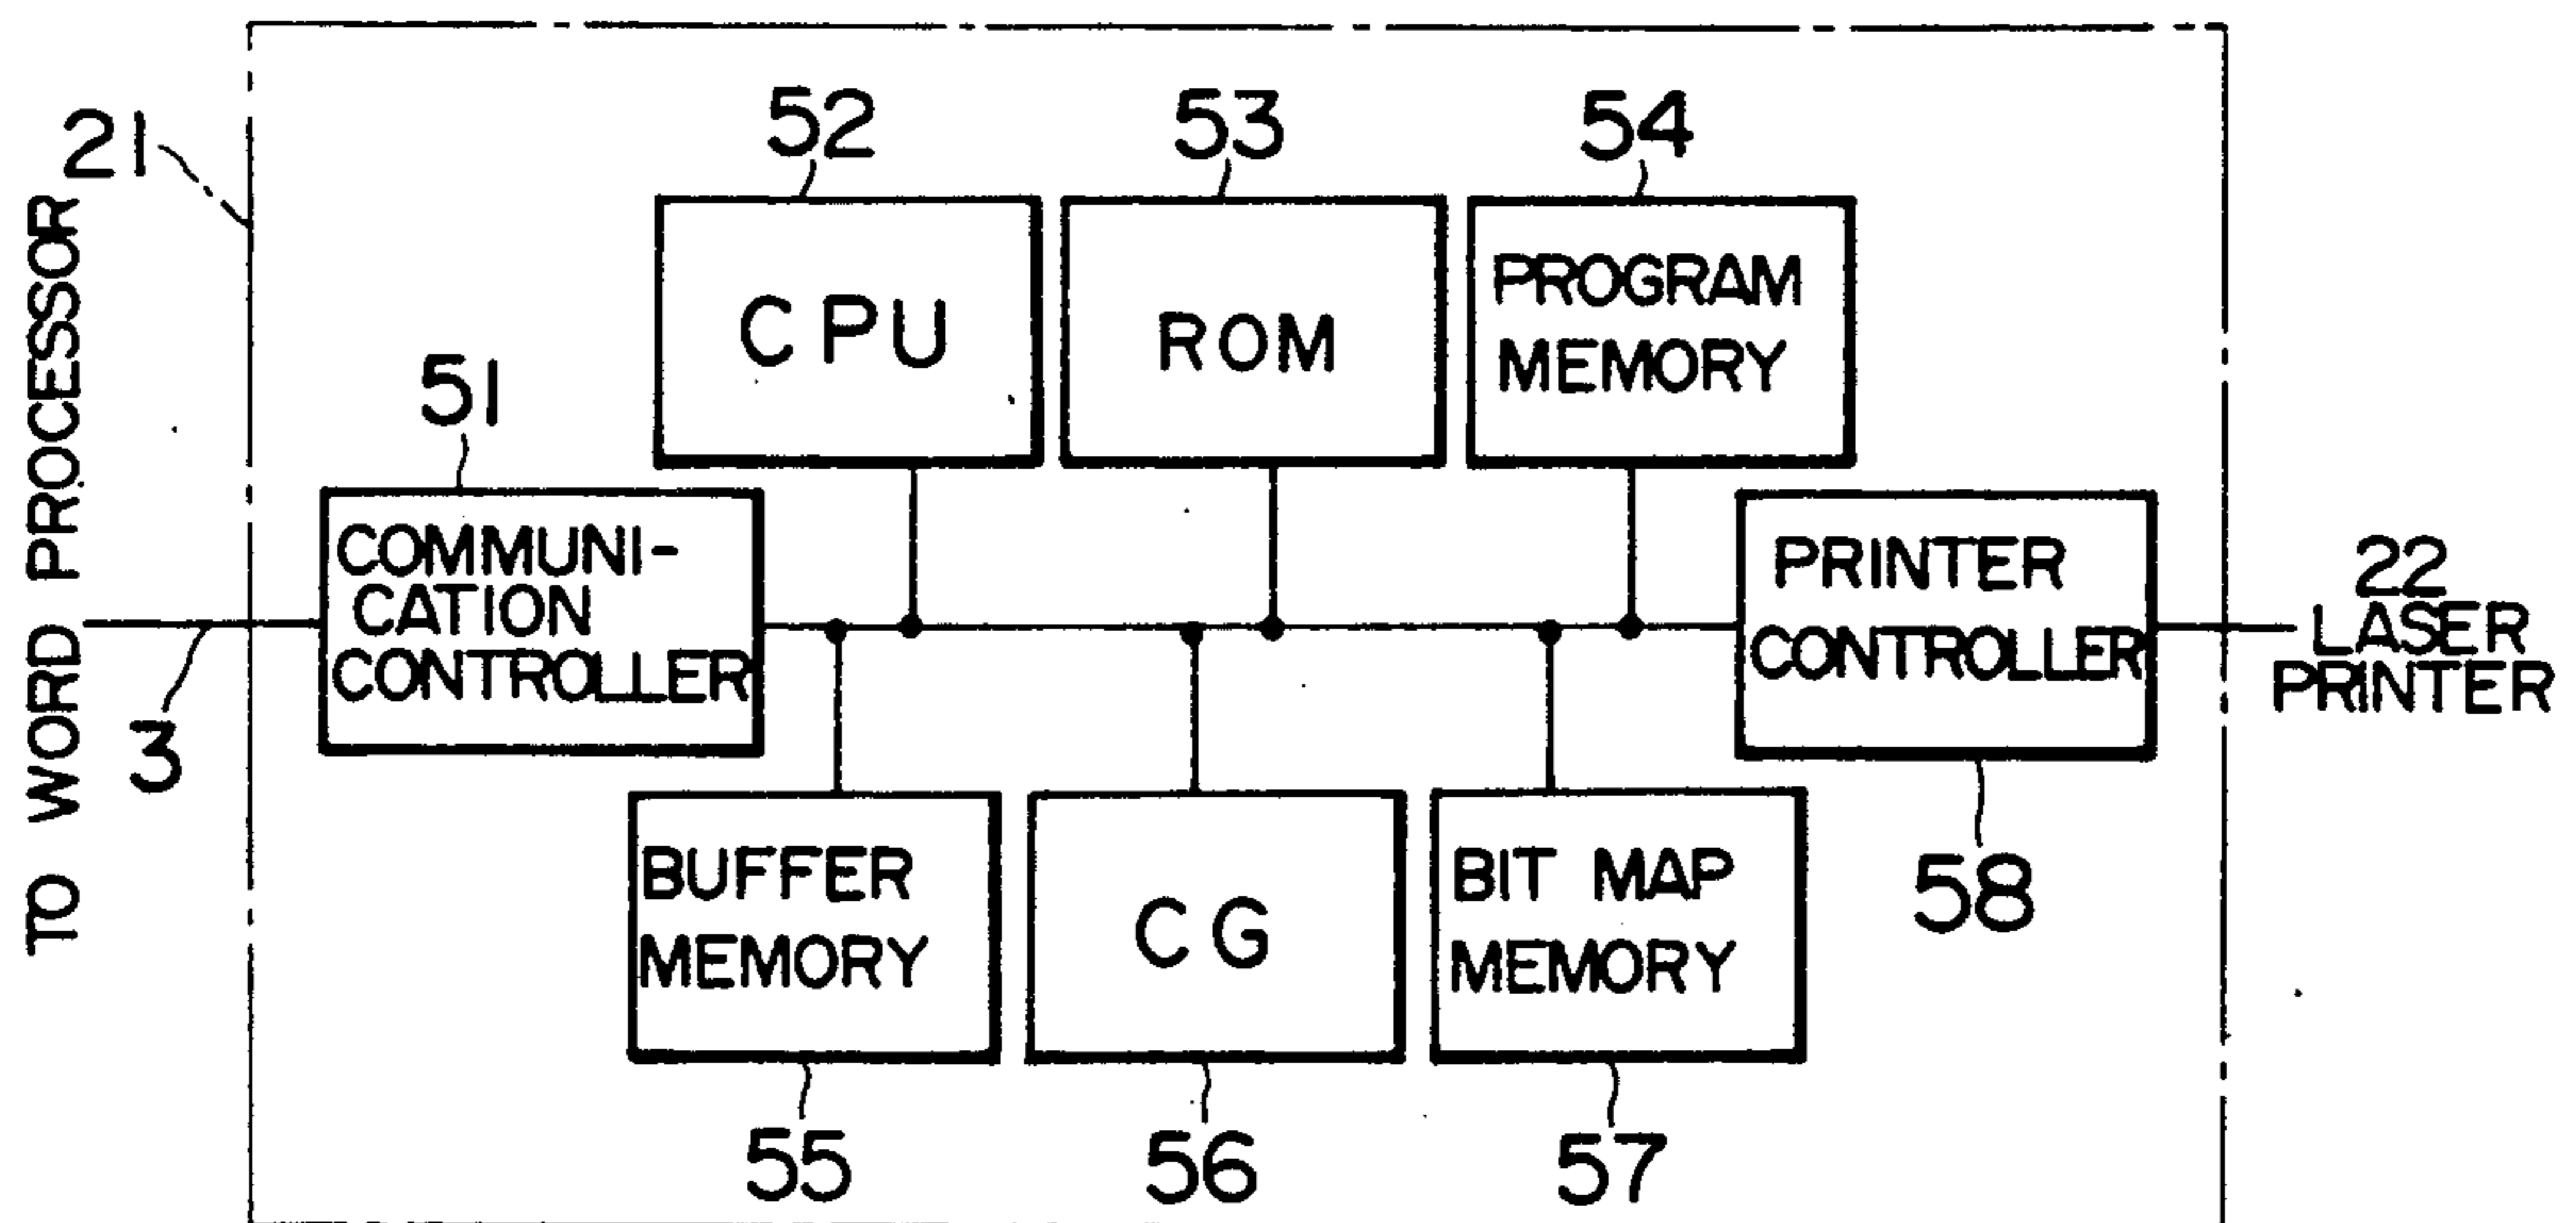 52
53
54
21
CPU
ROM
PROGRAM
MEMORY
51
TO WORD PROCESSOR
COMMUNI-
CATION
CONTROLLER
3
PRINTER
CONTROLLER
22
LASER
PRINTER
BUFFER
MEMORY
CG
BIT MAP
MEMORY
58
55
56
57